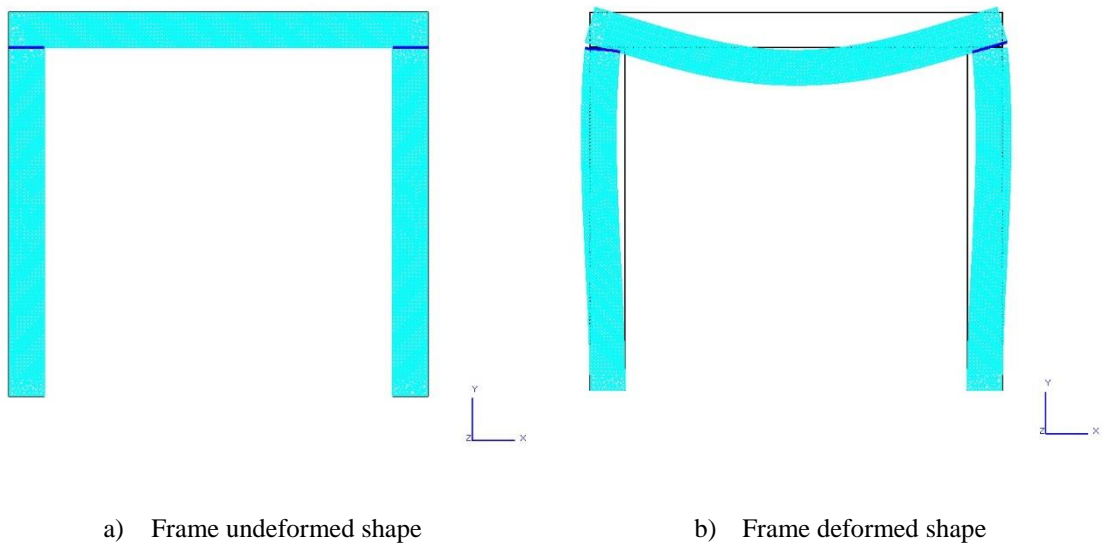 Y
Z X
Y
Z X
a) Frame undeformed shape
b) Frame deformed shape